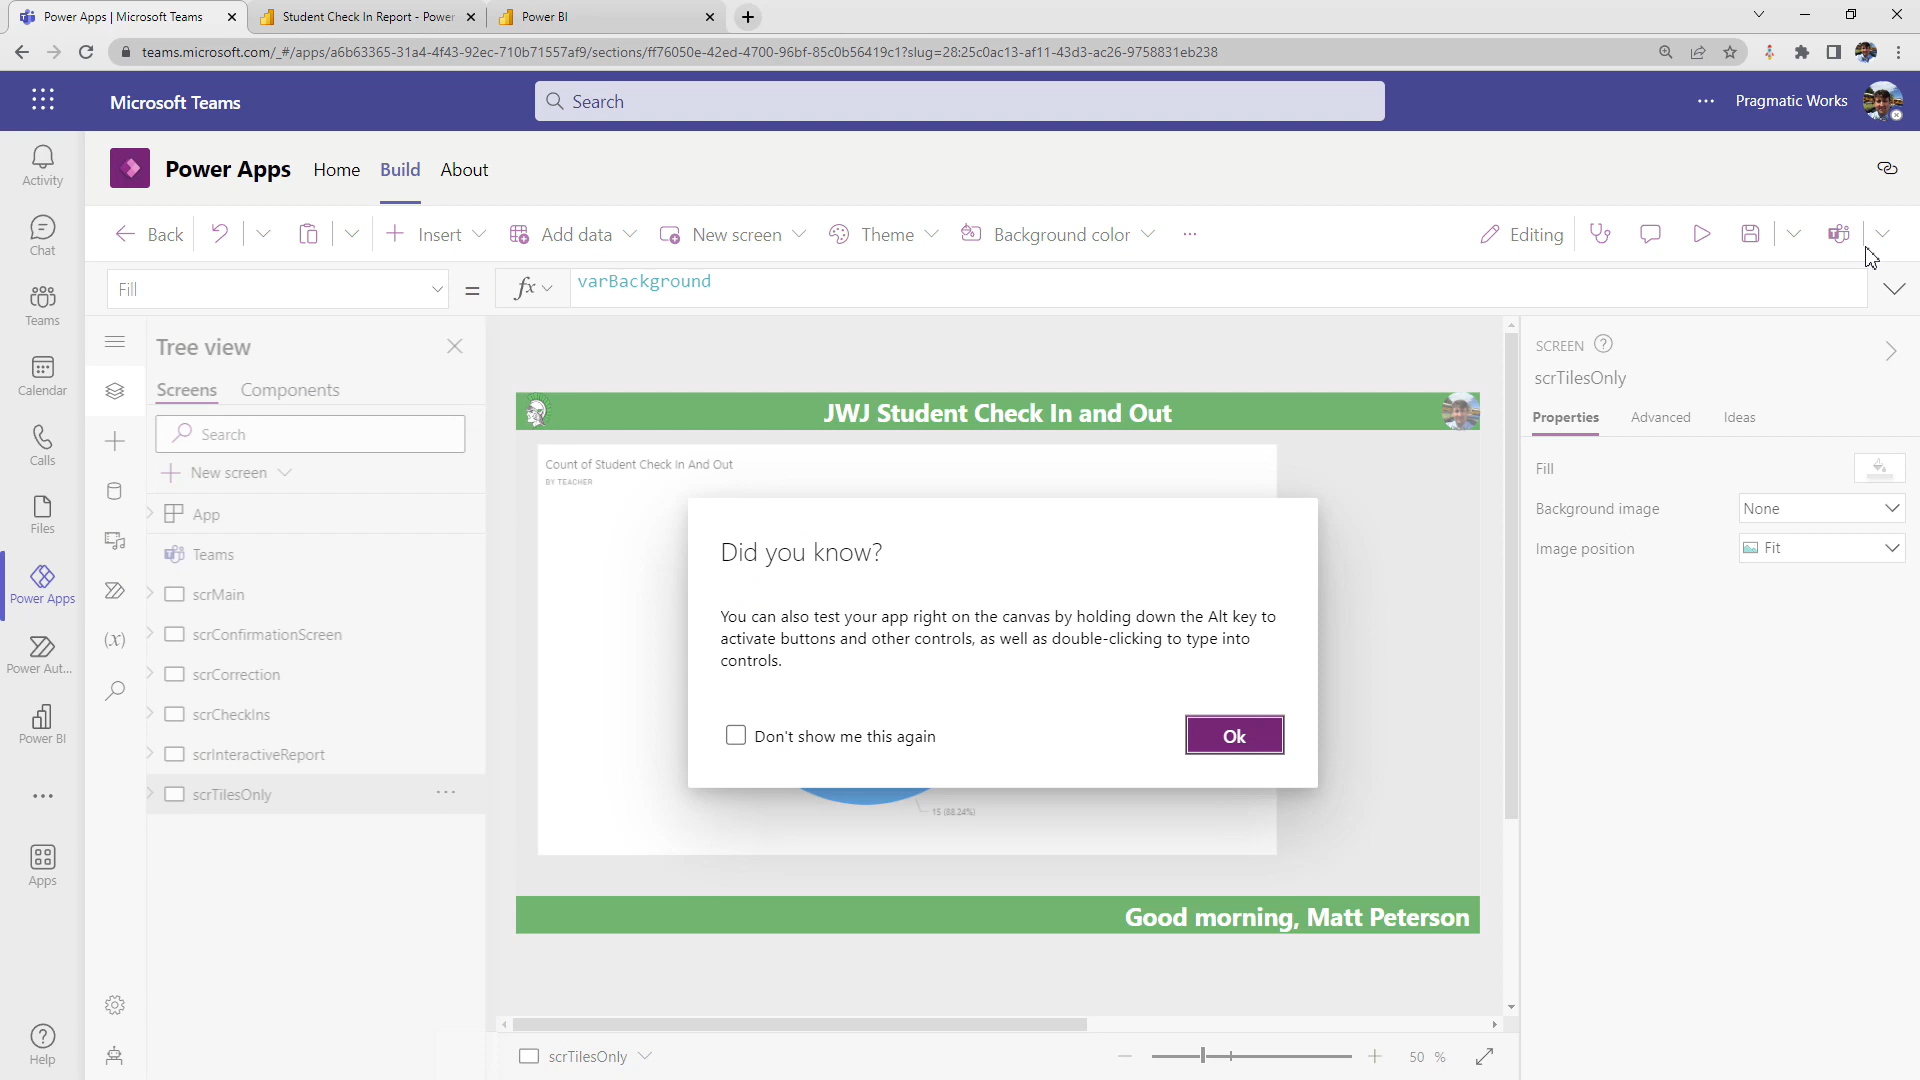 Power Apps | Microsoft Teams
Student Check In Report - Power
Power BI
teams.microsoft.com/_#/apps/a6b63365-31a4-4f43-92ec-710b71557af9/sections/ff76050e-42ed-4700-96bf-85c0b56419c1?slug=28:25c0ac13-af11-43d3-ac26-9758831eb238
Microsoft Teams
Search
Pragmatic Works
Power Apps
Home
Build
About
Back
Insert
Add data
New screen
Theme
Background color
Editing
Fill
=
fx
varBackground
Activity
Chat
Teams
Calendar
Calls
Files
Power Apps
Power Aut...
Power BI
Apps
Help
Tree view
Screens
Components
Search
New screen
App
Teams
scrMain
scrConfirmationScreen
scrCorrection
scrCheckIns
scrInteractiveReport
scrTilesOnly
(x)
JWJ Student Check In and Out
Count of Student Check In And Out
BY TEACHER
Did you know?
You can also test your app right on the canvas by holding down the Alt key to
activate buttons and other controls, as well as double-clicking to type into
controls.
Don't show me this again
Ok
15 (88.24%)
Good morning, Matt Peterson
scrTilesOnly
50 %
SCREEN
scrTilesOnly
Properties
Advanced
Ideas
Fill
Background image
None
Image position
Fit